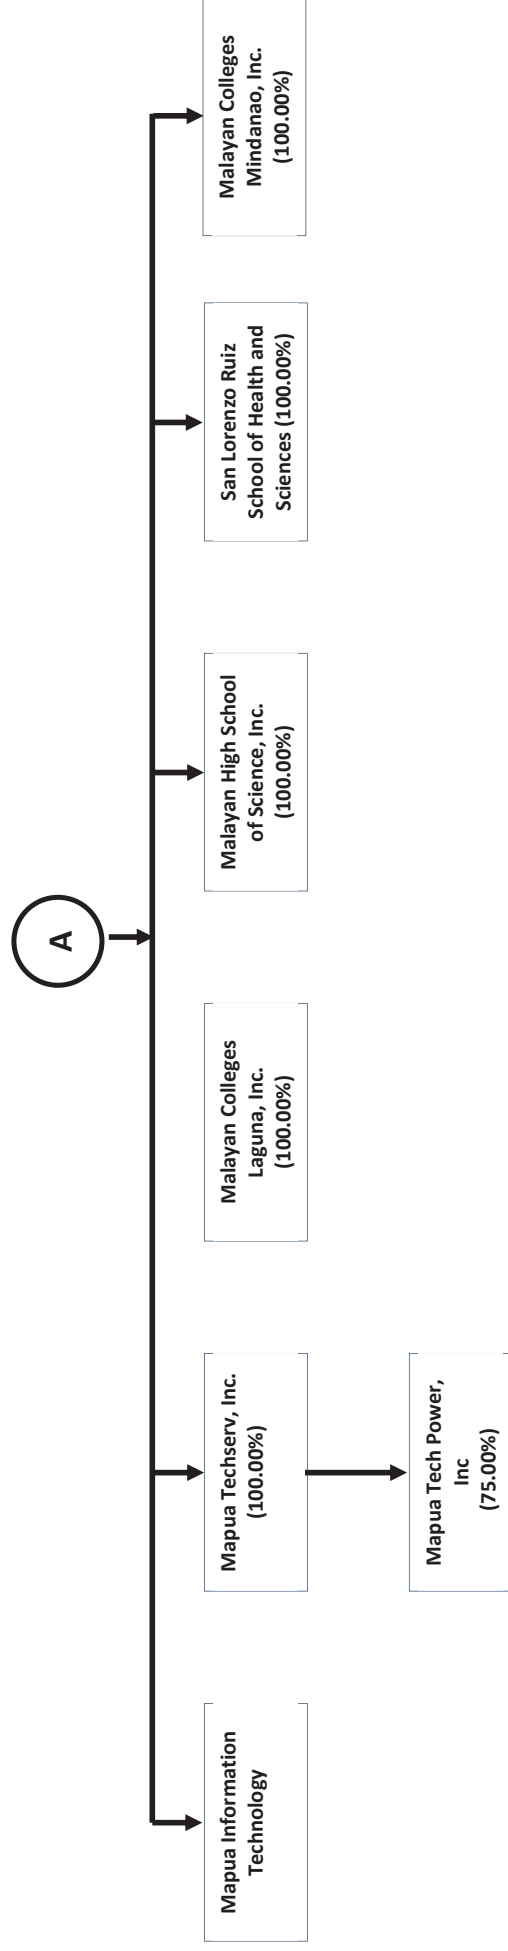 A
Mapua Information
Technology
Mapua Techserv, Inc.
(100.00%)
Malayan Colleges
Laguna, Inc.
(100.00%)
Malayan High School
of Science, Inc.
(100.00%)
San Lorenzo Ruiz
School of Health and
Sciences (100.00%)
Malayan Colleges
Mindanao, Inc.
(100.00%)
Mapua Tech Power,
Inc
(75.00%)